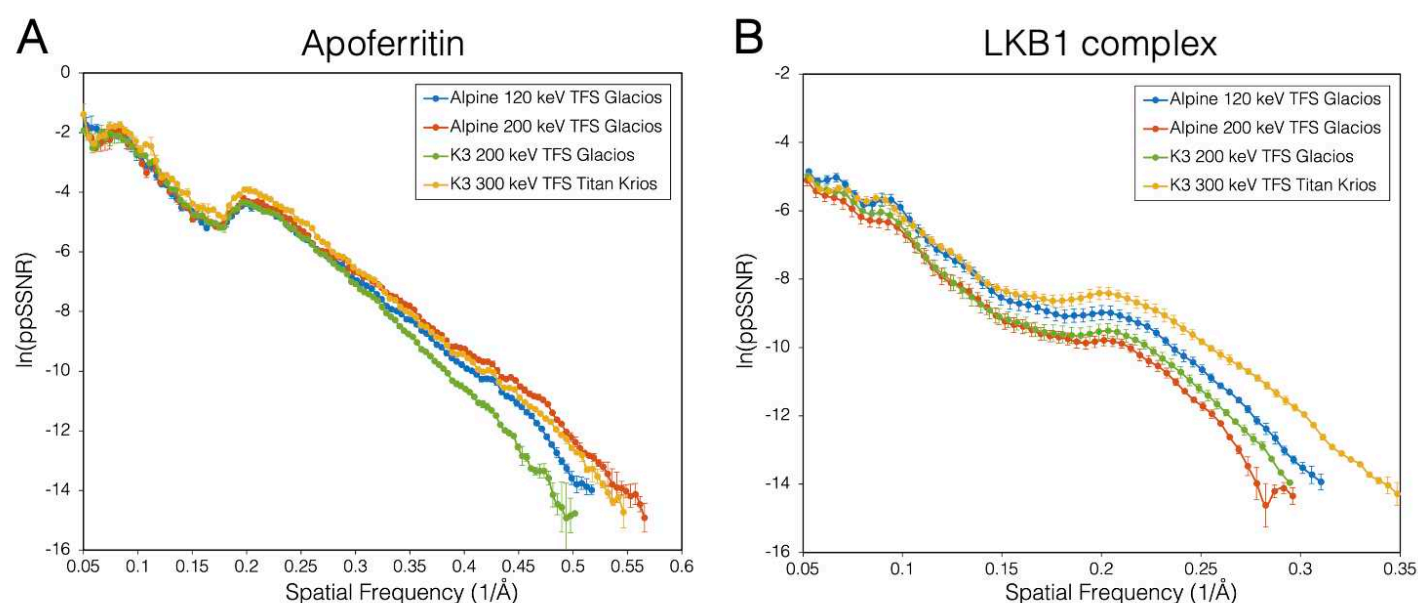 A
Apoferritin
0
-2
-4
-6
-8
-10
-12
-14
-16
ln(ppSSNR)
Alpine 120 keV TFS Glacios
Alpine 200 keV TFS Glacios
K3 200 keV TFS Glacios
K3 300 keV TFS Titan Krios
0.05 0.1 0.15 0.2 0.25 0.3 0.35 0.4 0.45 0.5 0.55 0.6
Spatial Frequency (1/Å)
B
LKB1 complex
-2
-4
-6
-8
-10
-12
-14
-16
ln(ppSSNR)
Alpine 120 keV TFS Glacios
Alpine 200 keV TFS Glacios
K3 200 keV TFS Glacios
K3 300 keV TFS Titan Krios
0.05 0.1 0.15 0.2 0.25 0.3 0.35
Spatial Frequency (1/Å)